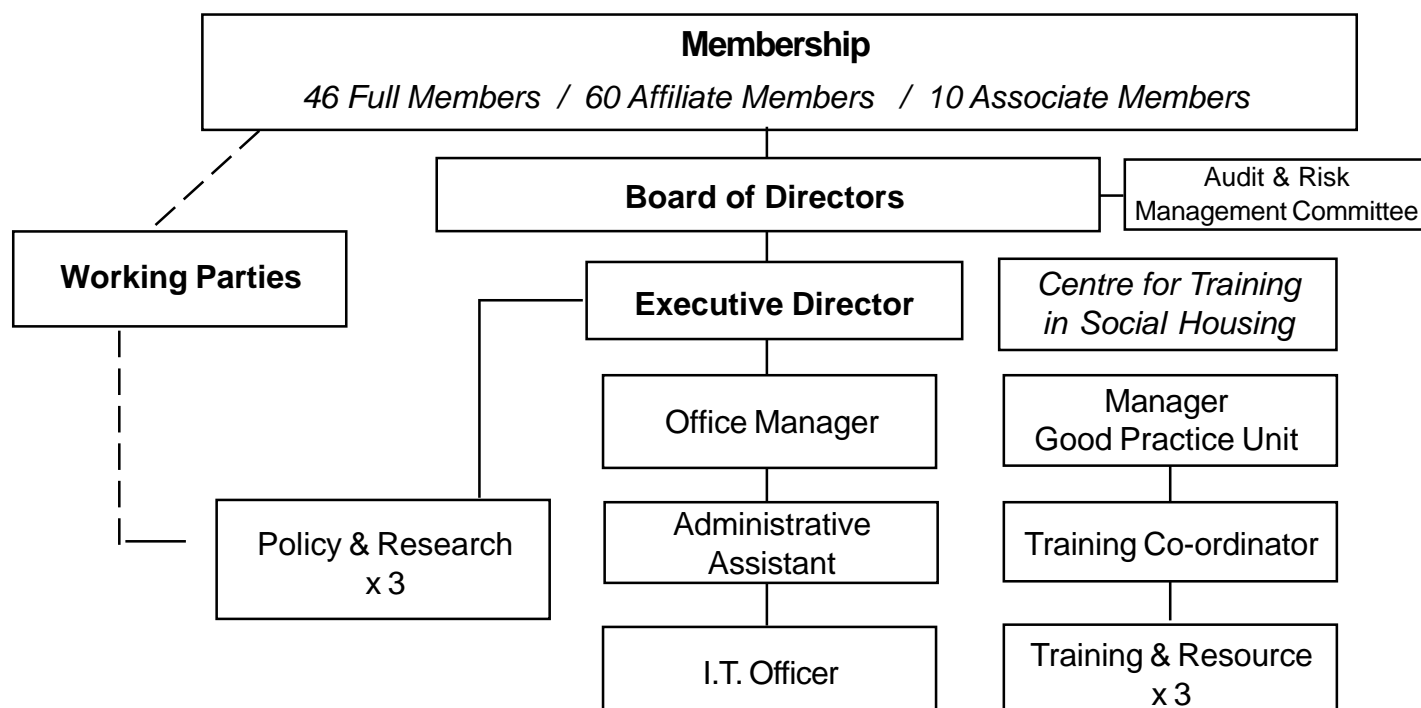 Membership
46 Full Members / 60 Affiliate Members / 10 Associate Members
Board of Directors
Audit & Risk
Management Committee
Working Parties
Executive Director
Centre for Training
in Social Housing
Office Manager
Manager
Good Practice Unit
Policy & Research
x 3
Administrative
Assistant
Training Co-ordinator
I.T. Officer
Training & Resource
x 3